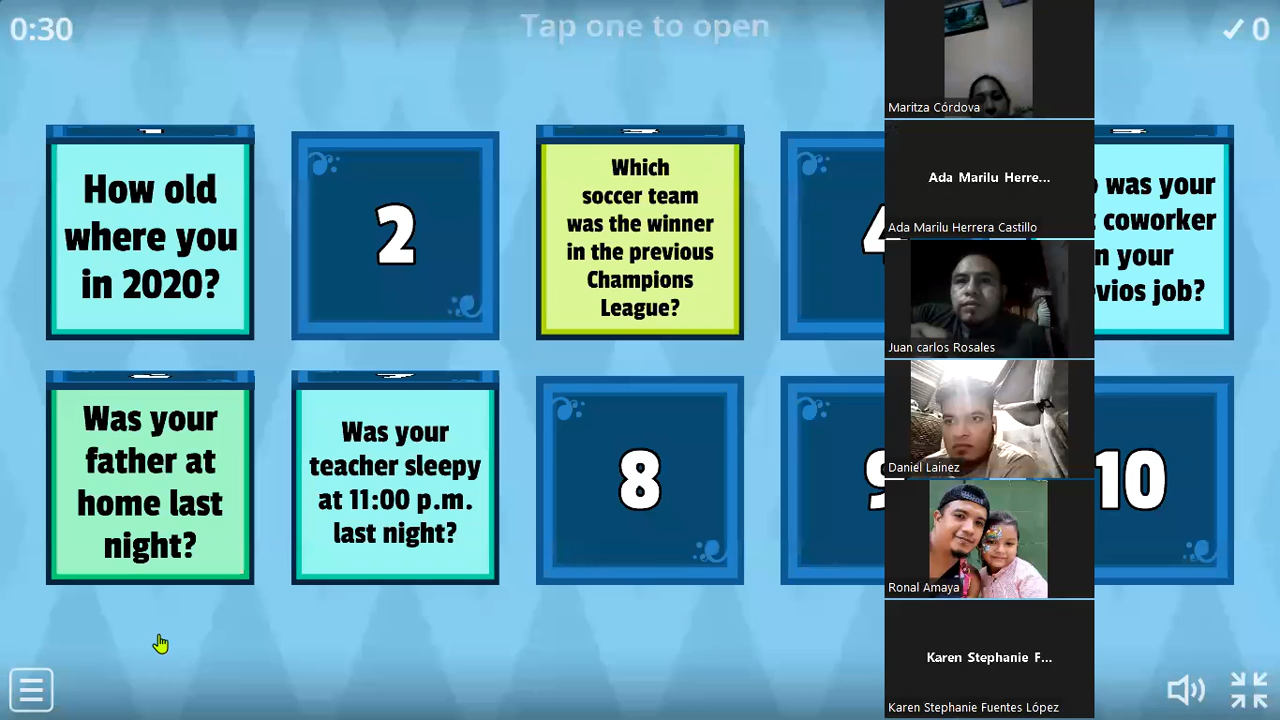 0:30
Tap one to open
0
How old
where you
in 2020?
2
Which
soccer team
was the winner
in the previous
Champions
League?
4
was your
coworker
your
job?
Was your
father at
home last
night?
Was your
teacher sleepy
at 11:00 p.m.
last night?
8
9
10
Maritza Córdova
Ada Marilu Herre...
Ada Marilu Herrera Castillo
Juan carlos Rosales
Daniel Laínez
Ronal Amaya
Karen Stephanie F...
Karen Stephanie Fuentes López